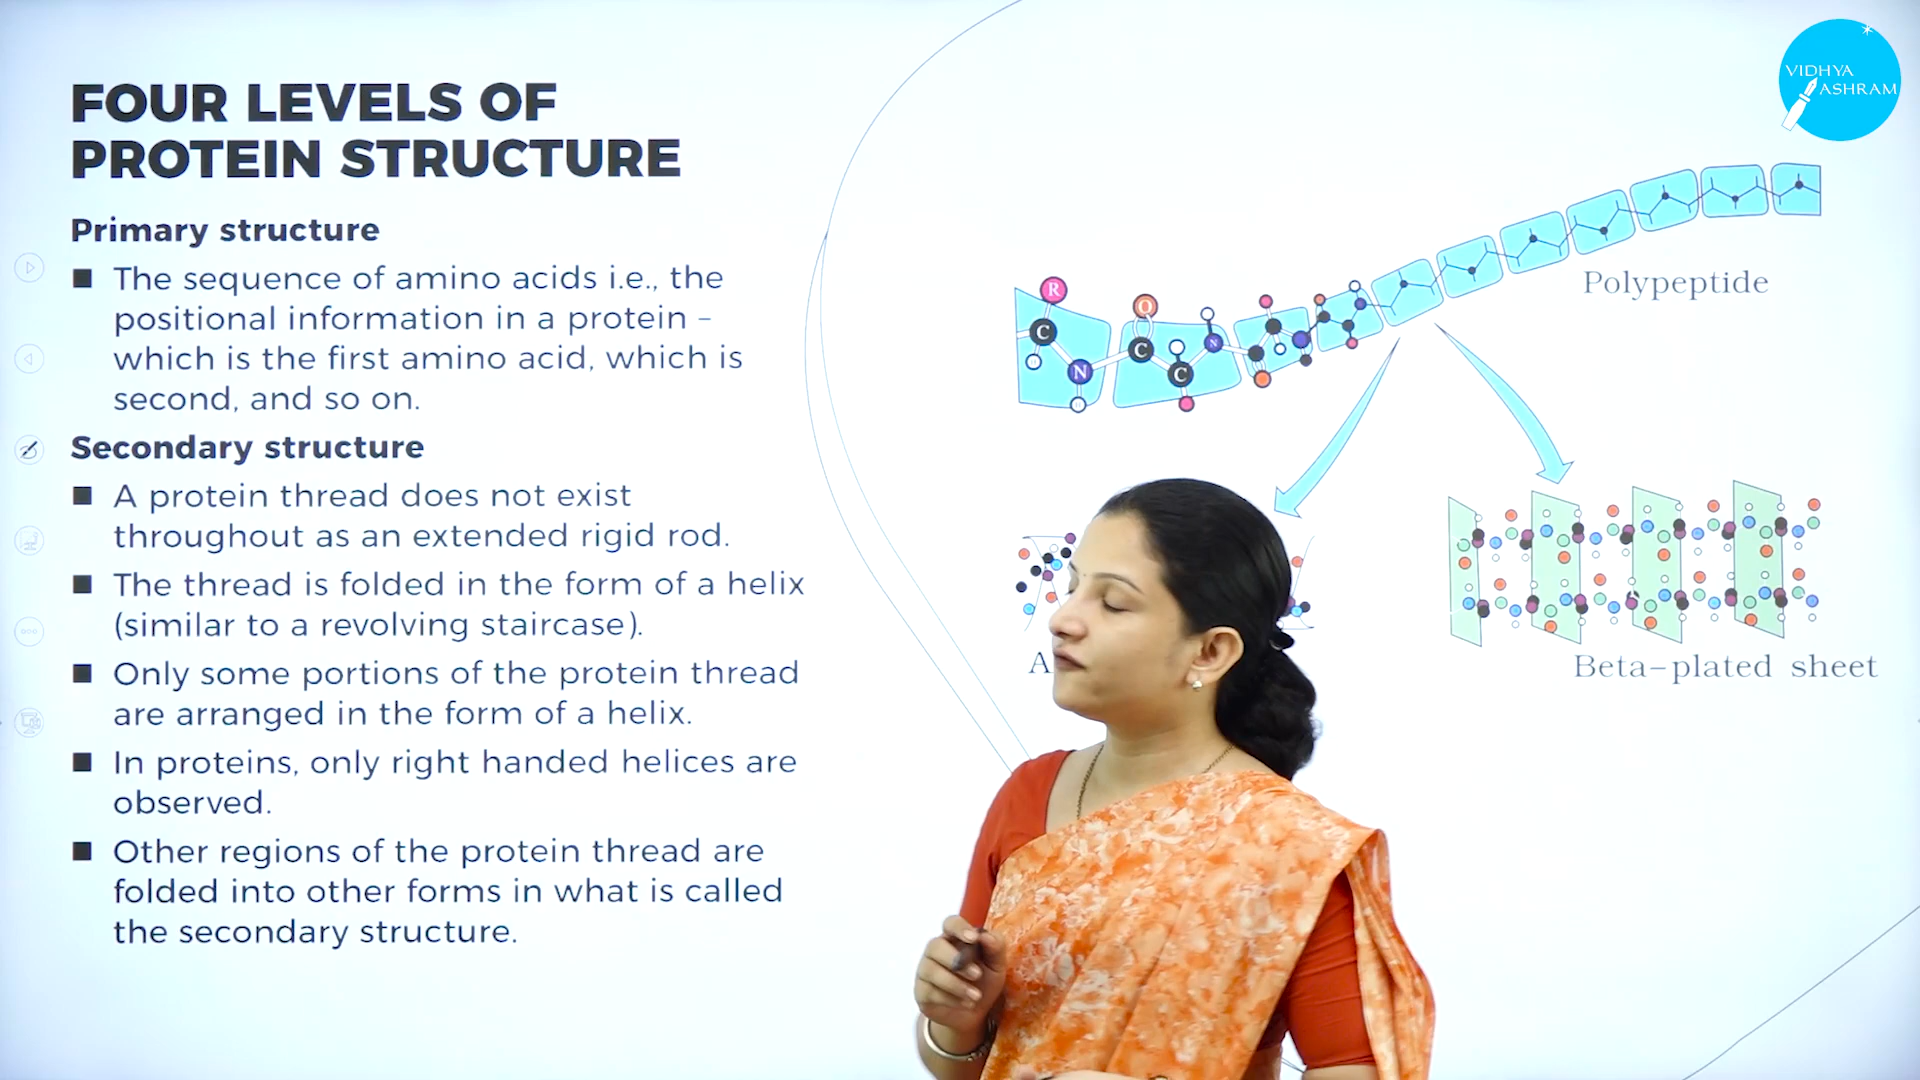 FOUR LEVELS OF
PROTEIN STRUCTURE
Primary structure
■ The sequence of amino acids i.e., the
positional information in a protein –
which is the first amino acid, which is
second, and so on.
Secondary structure
■ A protein thread does not exist
throughout as an extended rigid rod.
■ The thread is folded in the form of a helix
(similar to a revolving staircase).
■ Only some portions of the protein thread
are arranged in the form of a helix.
■ In proteins, only right handed helices are
observed.
■ Other regions of the protein thread are
folded into other forms in what is called
the secondary structure.
VIDHYA
ASHRAM
Polypeptide
R
O
C
C
N
N
C
Beta-plated sheet